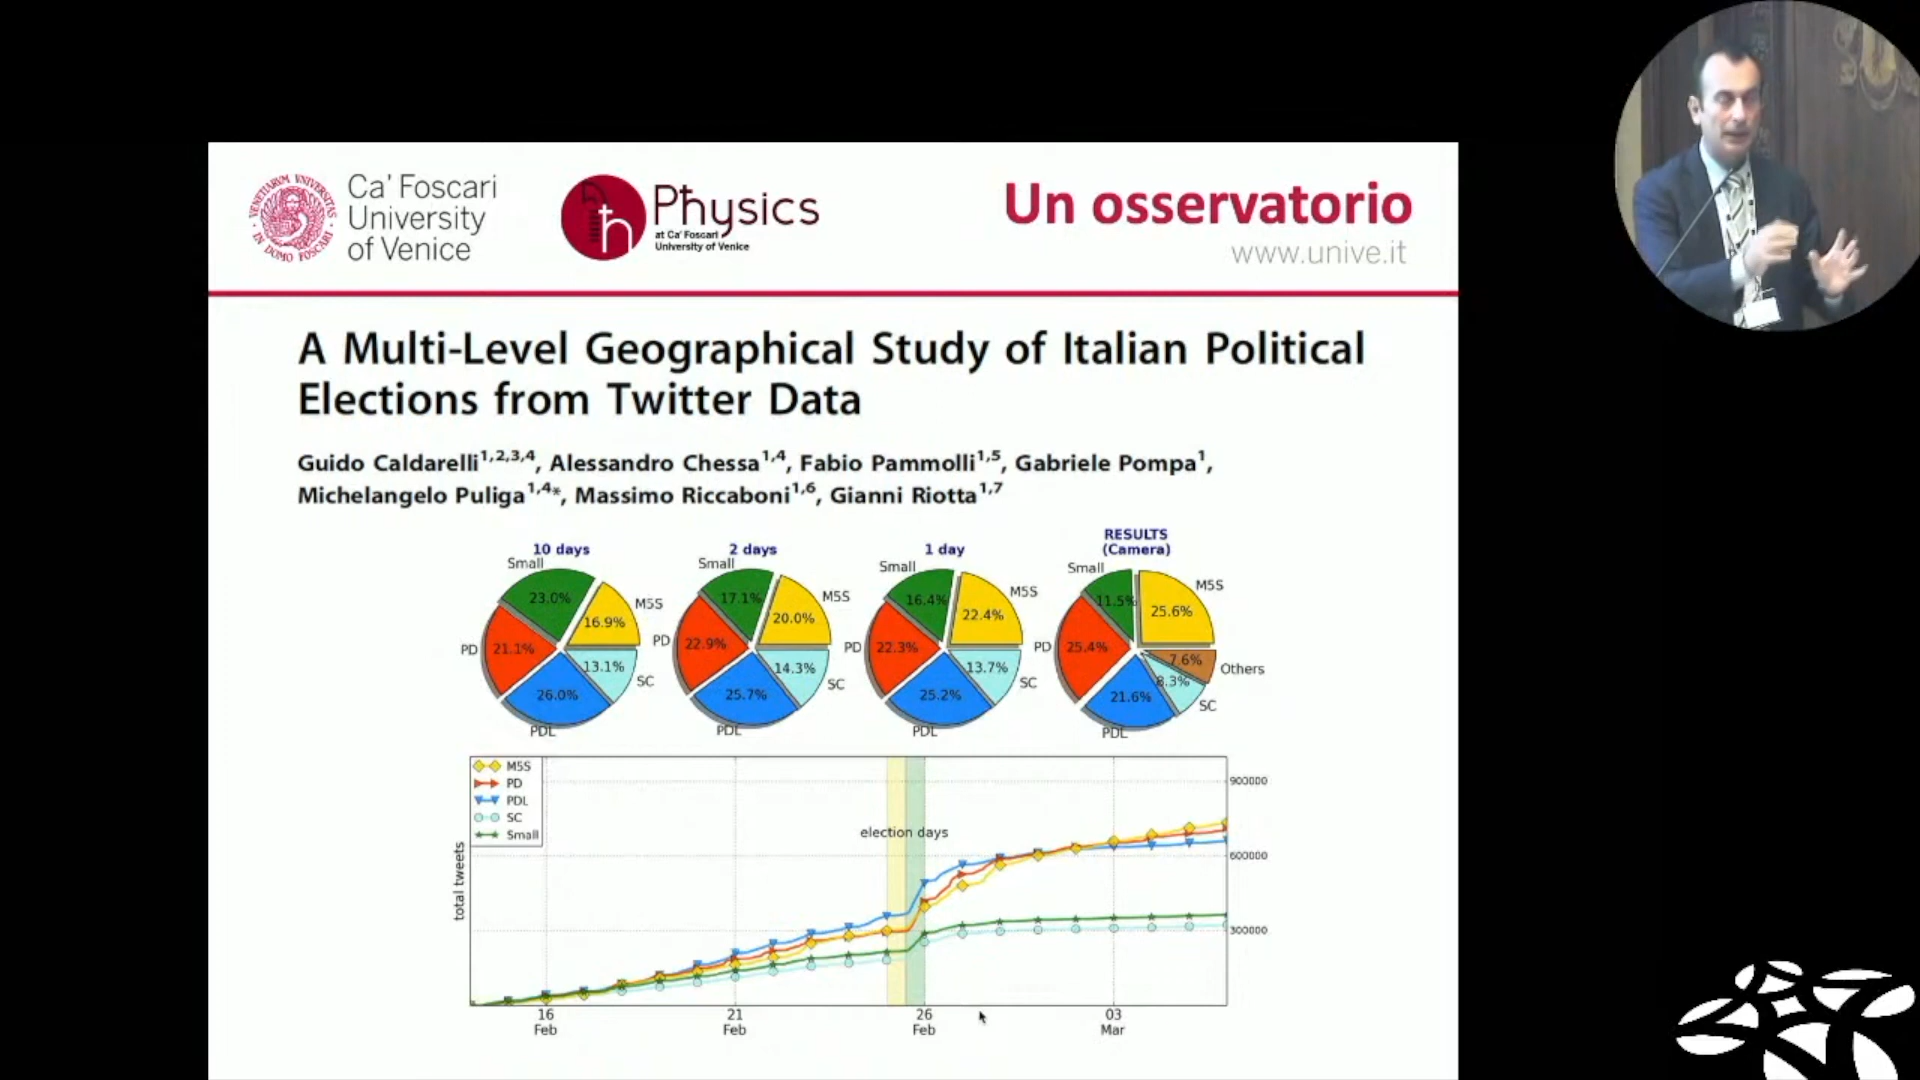 Ca' Foscari
University
of Venice
VENETIARUM UNIVERSITAS
IN DOMO FOSCARI
Physics
at Ca' Foscari
University of Venice
Un osservatorio
www.unive.it
A Multi-Level Geographical Study of Italian Political
Elections from Twitter Data
Guido Caldarelli1,2,3,4, Alessandro Chessa1,4, Fabio Pammolli1,5, Gabriele Pompa1,
Michelangelo Puliga1,4*, Massimo Riccaboni1,6, Gianni Riotta1,7
10 days
Small
23.0%
M5S
16.9%
PD
21.1%
13.1%
SC
26.0%
PDL
2 days
Small
17.1%
M5S
20.0%
PD
22.9%
14.3%
SC
25.7%
PDL
1 day
Small
16.4%
M5S
22.4%
PD
22.3%
13.7%
SC
25.2%
PDL
RESULTS
(Camera)
Small
11.5%
M5S
25.6%
PD
25.4%
7.6%
Others
8.3%
SC
21.6%
PDL
M5S
PD
PDL
SC
Small
election days
total tweets
900000
600000
300000
16
Feb
21
Feb
26
Feb
03
Mar